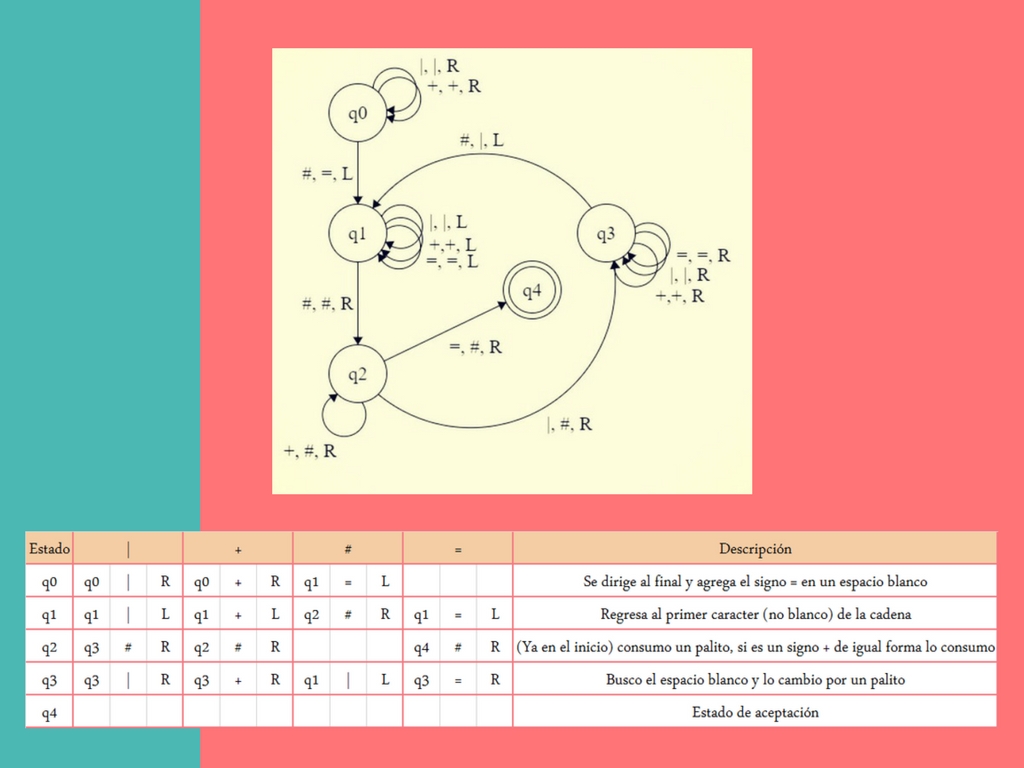 |, |, R
+, +, R
q0
#, |, L
#, =, L
|, |, L
q1
+,+, L
=, =, L
q3
=, =, R
|, |, R
+,+, R
q4
#, #, R
=, #, R
q2
|, #, R
+, #, R
Estado | + # = Descripción
q0 q0 | R q0 + R q1 = L Se dirige al final y agrega el signo = en un espacio blanco
q1 q1 | L q1 + L q2 # R q1 = L Regresa al primer caracter (no blanco) de la cadena
q2 q3 # R q2 # R q4 # R (Ya en el inicio) consumo un palito, si es un signo + de igual forma lo consumo
q3 q3 | R q3 + R q1 | L q3 = R Busco el espacio blanco y lo cambio por un palito
q4 Estado de aceptación